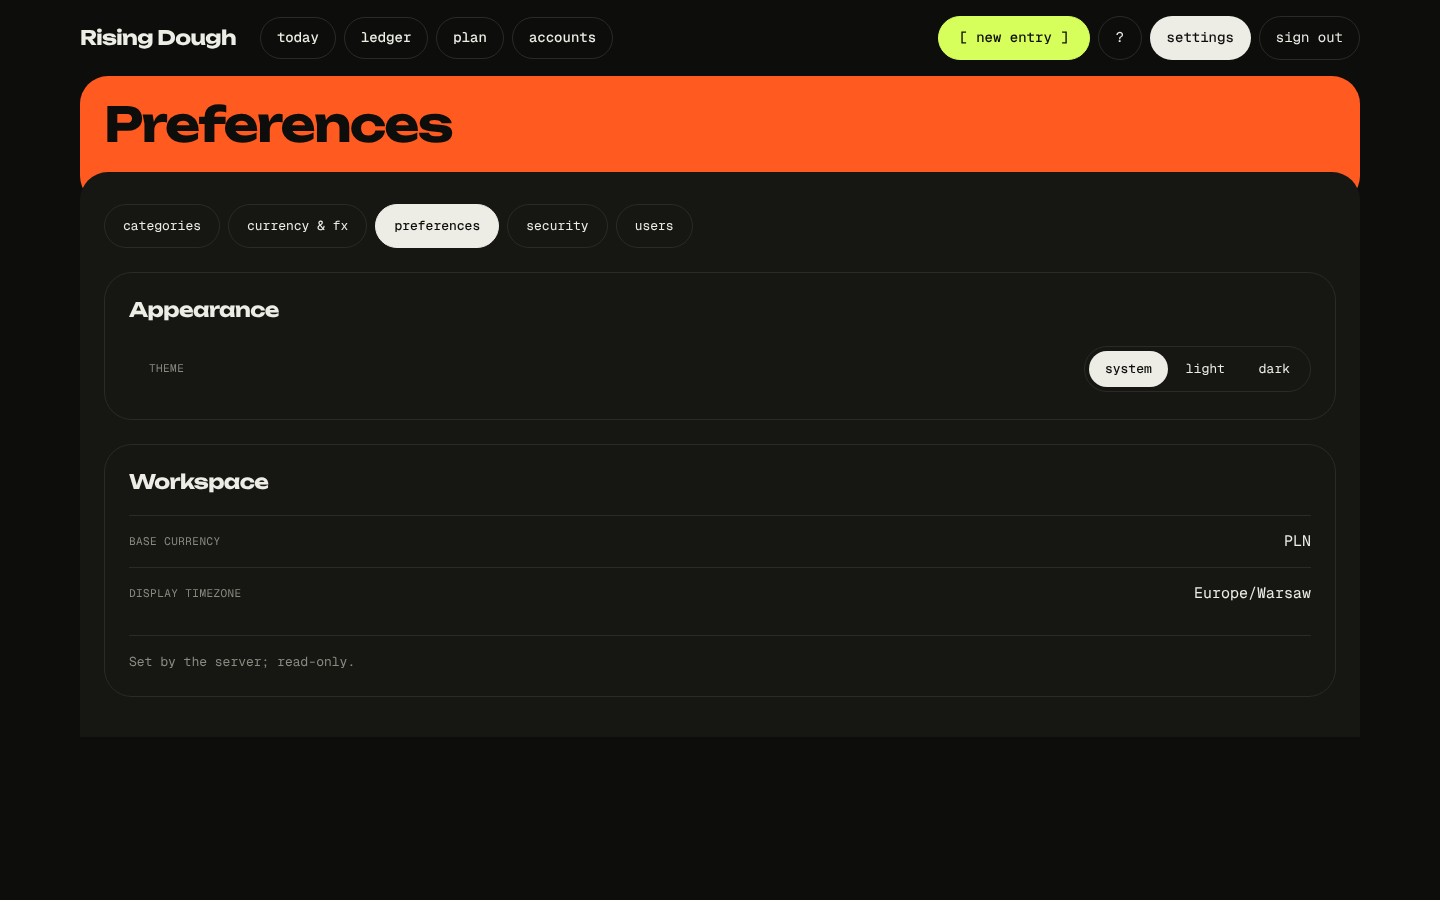 Rising Dough today ledger plan accounts [ new entry ] ? settings sign out
Preferences
categories currency & fx preferences security users
Appearance
THEME system light dark
Workspace
BASE CURRENCY PLN
DISPLAY TIMEZONE Europe/Warsaw
Set by the server; read-only.